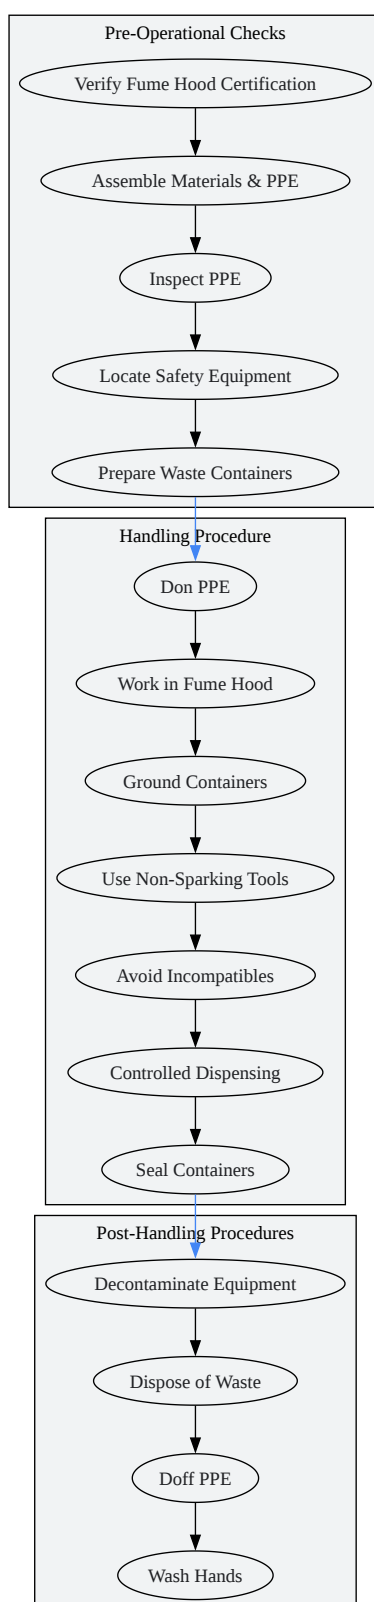 Pre-Operational Checks
Verify Fume Hood Certification
Assemble Materials & PPE
Inspect PPE
Locate Safety Equipment
Prepare Waste Containers
Handling Procedure
Don PPE
Work in Fume Hood
Ground Containers
Use Non-Sparking Tools
Avoid Incompatibles
Controlled Dispensing
Seal Containers
Post-Handling Procedures
Decontaminate Equipment
Dispose of Waste
Doff PPE
Wash Hands